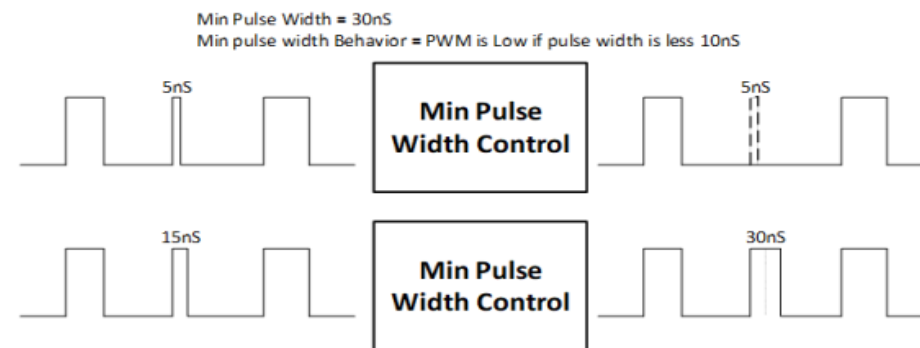 Min Pulse Width = 30nS
Min pulse width Behavior = PWM is Low if pulse width is less 10nS
5nS
Min Pulse
Width Control
5nS
15nS
Min Pulse
Width Control
30nS